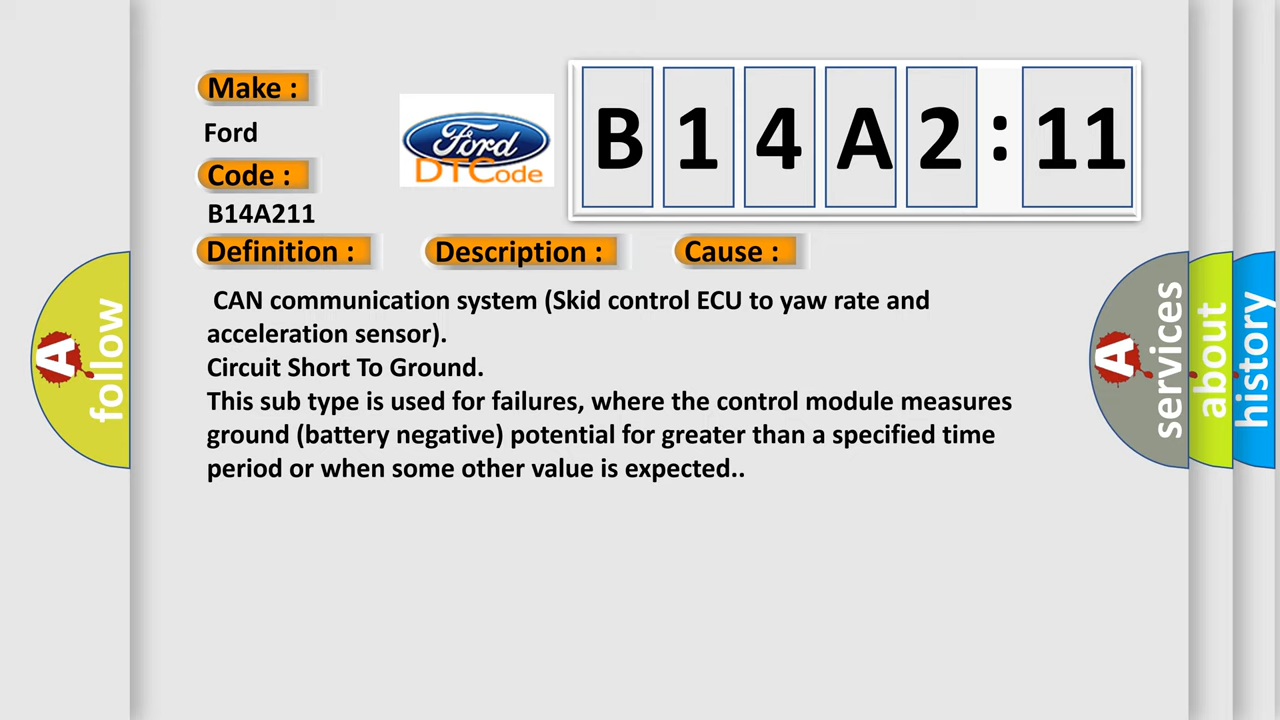 Make :
Ford
Code :
B14A211
Ford
DTCode
B14A2:11
Definition :
Description :
Cause :
CAN communication system (Skid control ECU to yaw rate and
acceleration sensor).
Circuit Short To Ground.
This sub type is used for failures, where the control module measures
ground (battery negative) potential for greater than a specified time
period or when some other value is expected..
A
follow
A
services
about
history